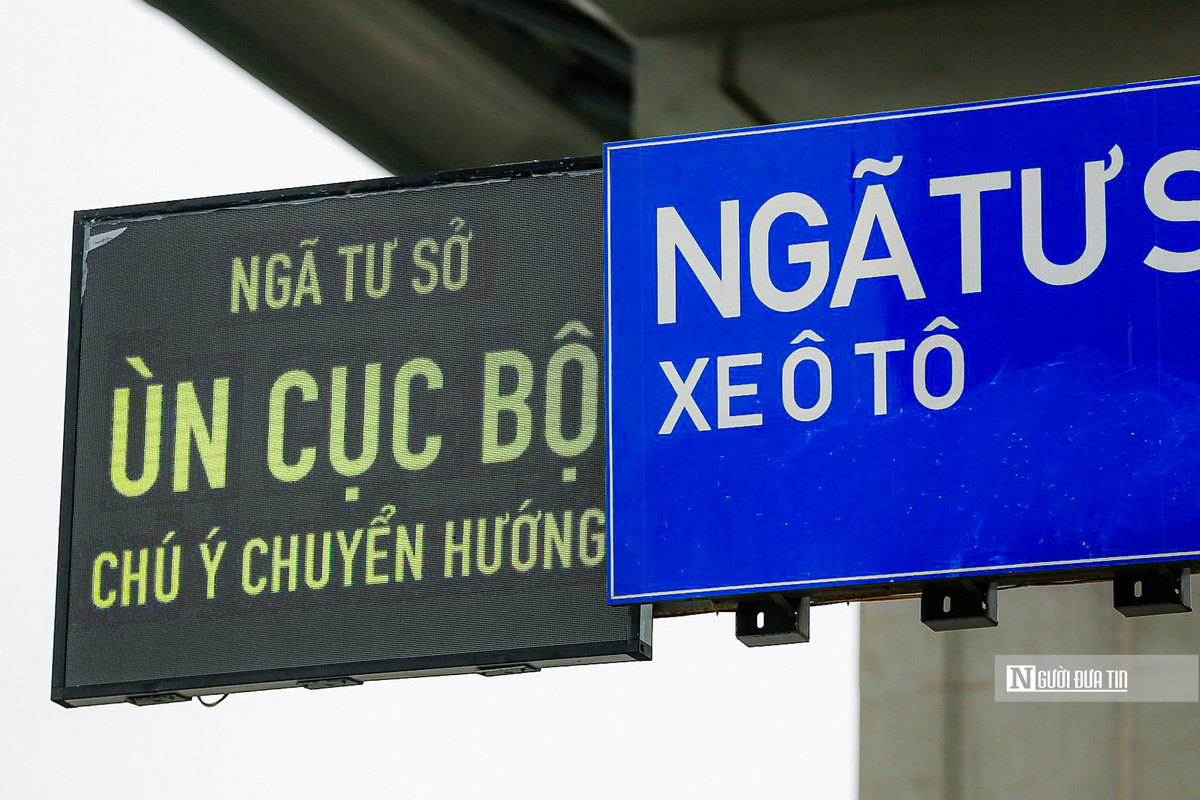 NGÃ TƯ SỞ
ÙN CỤC BỘ
CHÚ Ý CHUYỂN HƯỚNG
NGÃ TƯ S
XE Ô TÔ
NGƯỜI ĐƯA TIN